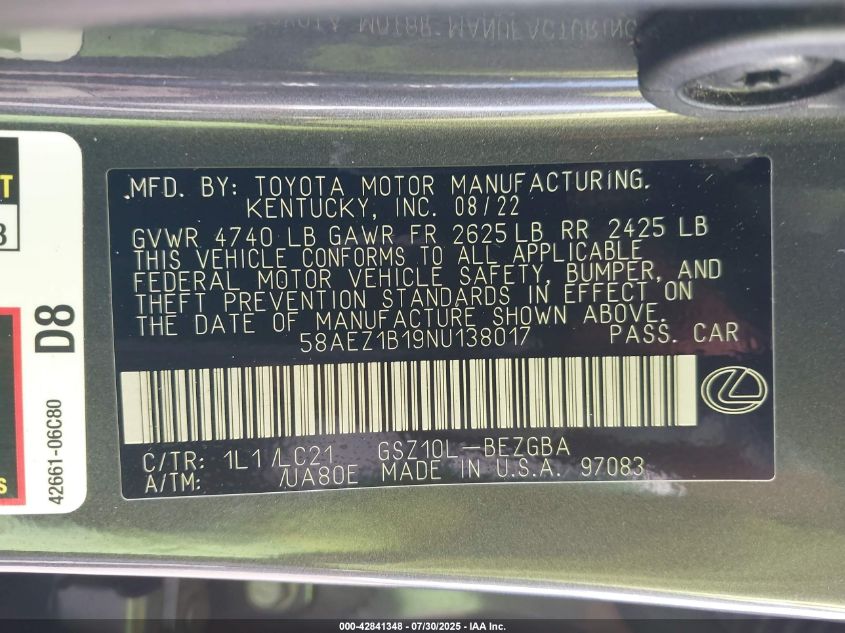 TOYOTA MOTOR MANUFACTURING
MFD. BY: TOYOTA MOTOR MANUFACTURING.
KENTUCKY, INC. 08/22
GVWR 4740 LB GAWR FR 2625 LB RR 2425 LB
THIS VEHICLE CONFORMS TO ALL APPLICABLE
FEDERAL MOTOR VEHICLE SAFETY, BUMPER, AND
THEFT PREVENTION STANDARDS IN EFFECT ON
THE DATE OF MANUFACTURE SHOWN ABOVE.
58AEZ1B19NU138017 PASS. CAR
C/TR: 1L1 /LC21 GSZ10L-BEZGBA
A/TM: /UA80E MADE IN U.S.A. 97083
D8
42661-06C80
000-42841348 - 07/30/2025 - IAA Inc.